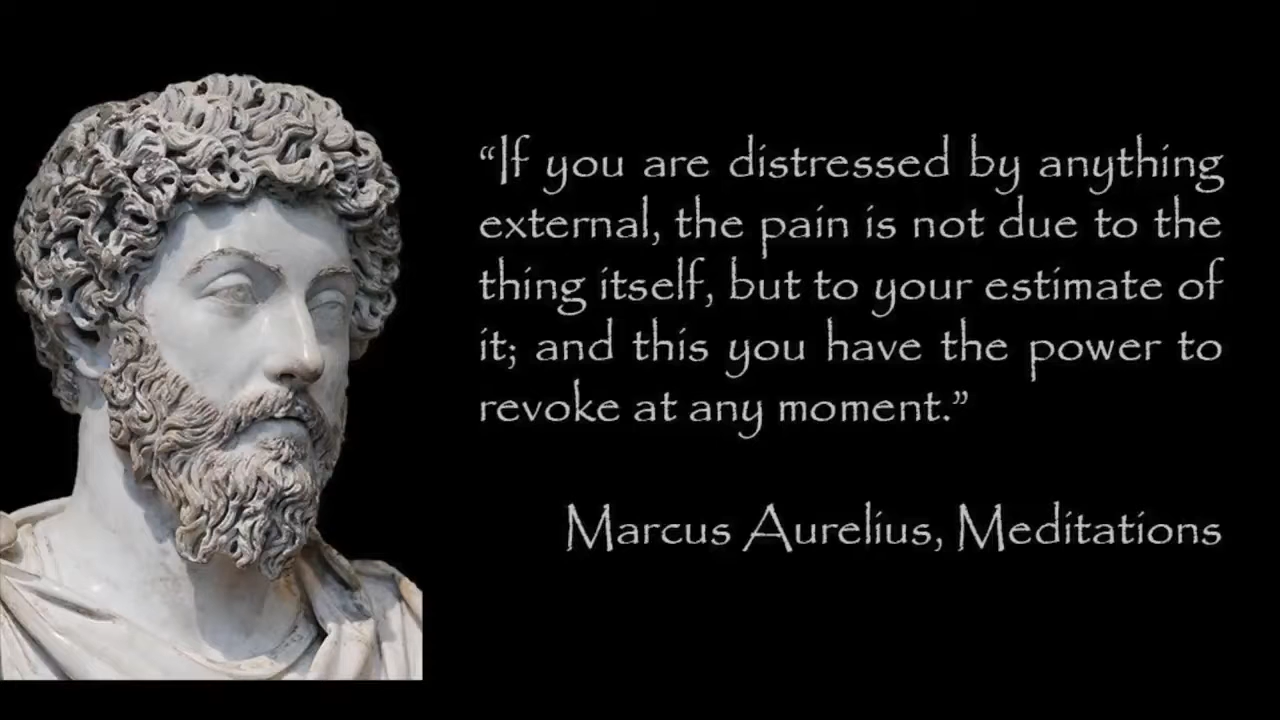 “If you are distressed by anything
external, the pain is not due to the
thing itself, but to your estimate of
it; and this you have the power to
revoke at any moment.”
Marcus Aurelius, Meditations